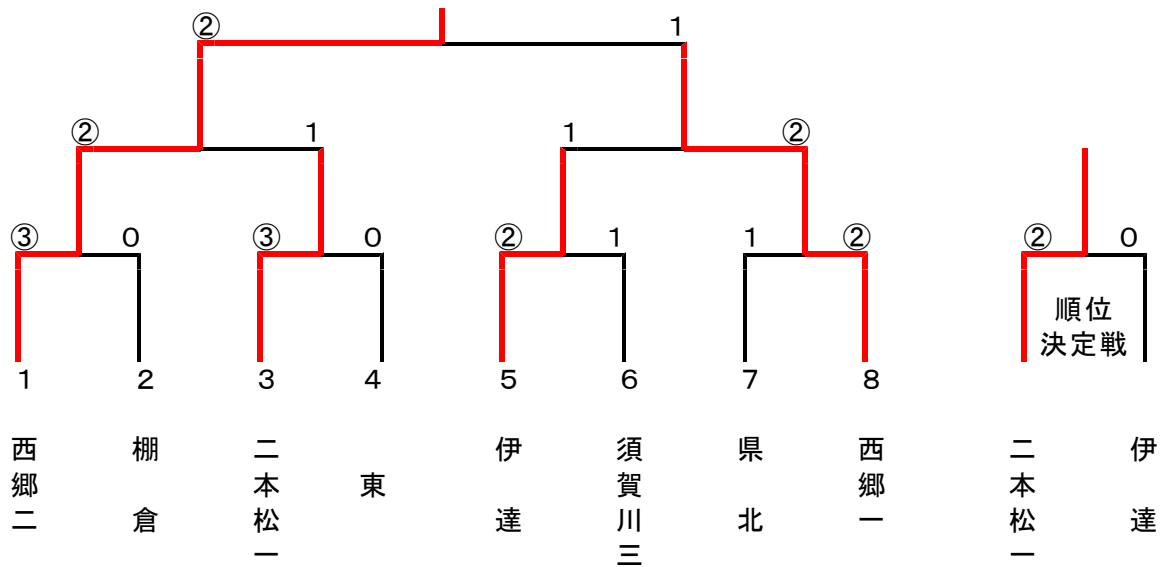 ② 1
② 1 1 ②
③ 0 ③ 0 ② 1 1 ② ② 0
順位
決定戦
1 2 3 4 5 6 7 8
西郷二
棚倉
二本松一
東
伊達
須賀川三
県北
西郷一
二本松一
伊達